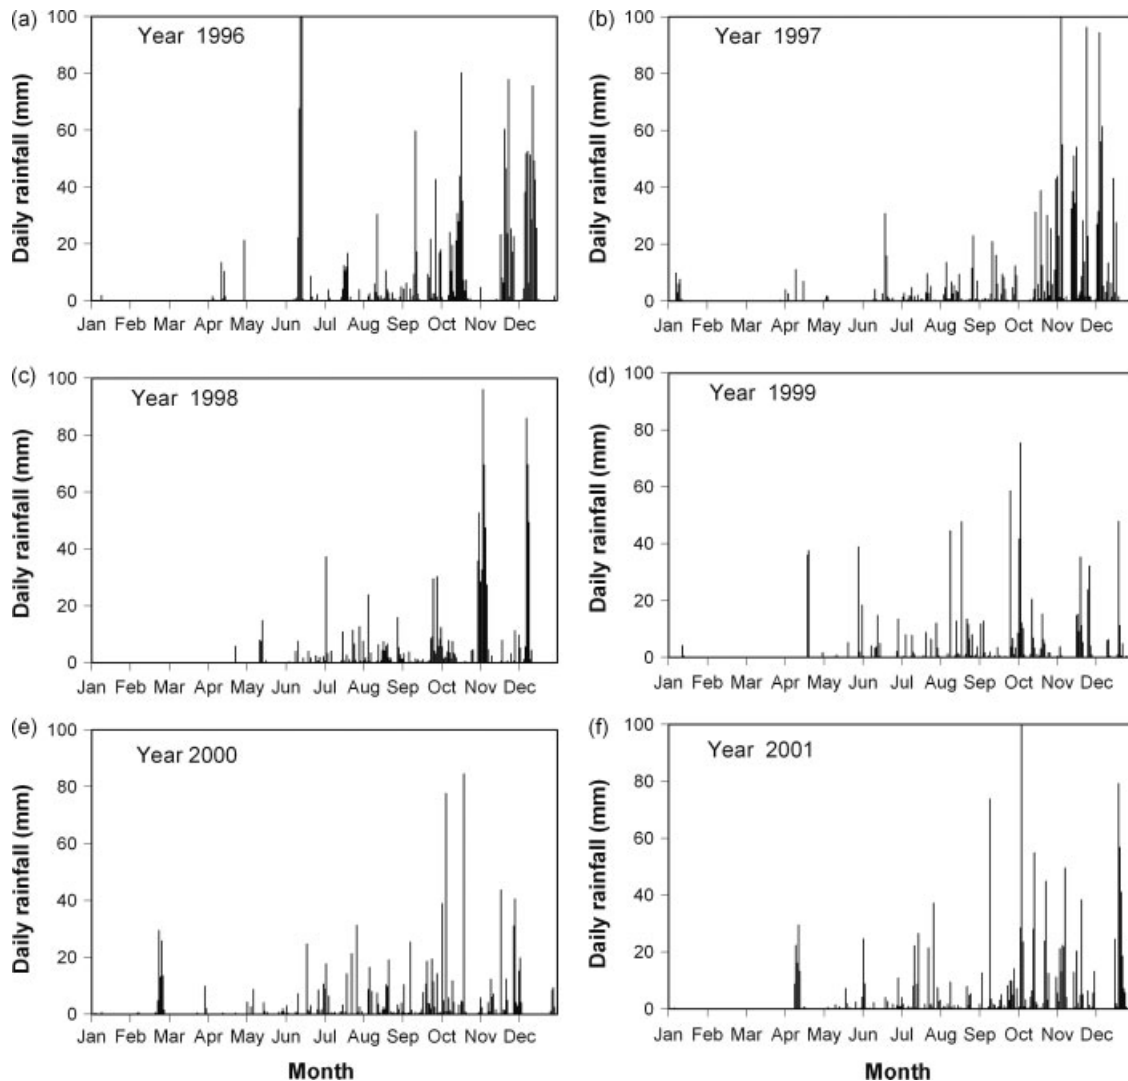 (a)
Year 1996
Daily rainfall (mm)
100
80
60
40
20
0
Jan Feb Mar Apr May Jun Jul Aug Sep Oct Nov Dec
(b)
Year 1997
Daily rainfall (mm)
100
80
60
40
20
0
Jan Feb Mar Apr May Jun Jul Aug Sep Oct Nov Dec
(c)
Year 1998
Daily rainfall (mm)
100
80
60
40
20
0
Jan Feb Mar Apr May Jun Jul Aug Sep Oct Nov Dec
(d)
Year 1999
Daily rainfall (mm)
100
80
60
40
20
0
Jan Feb Mar Apr May Jun Jul Aug Sep Oct Nov Dec
(e)
Year 2000
Daily rainfall (mm)
100
80
60
40
20
0
Jan Feb Mar Apr May Jun Jul Aug Sep Oct Nov Dec
Month
(f)
Year 2001
Daily rainfall (mm)
100
80
60
40
20
0
Jan Feb Mar Apr May Jun Jul Aug Sep Oct Nov Dec
Month